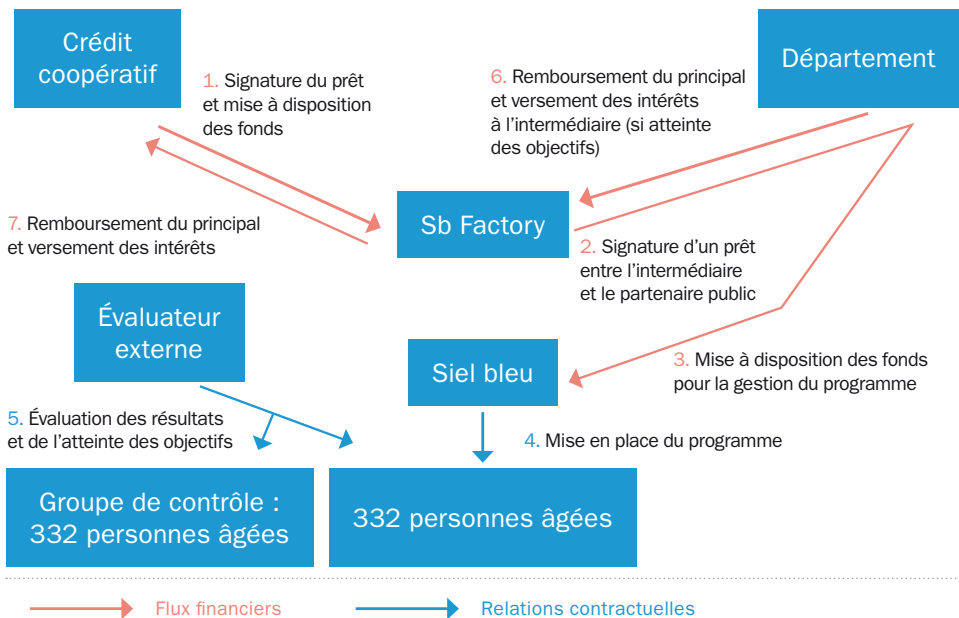 Crédit
coopératif
1. Signature du prêt
et mise à disposition
des fonds
6. Remboursement du principal
et versement des intérêts
à l'intermédiaire (si atteinte
des objectifs)
Département
7. Remboursement du principal
et versement des intérêts
Sb Factory
2. Signature d'un prêt
entre l'intermédiaire
et le partenaire public
Évaluateur
externe
Siel bleu
3. Mise à disposition des fonds
pour la gestion du programme
5. Évaluation des résultats
et de l'atteinte des objectifs
4. Mise en place du programme
Groupe de contrôle :
332 personnes âgées
332 personnes âgées
Flux financiers
Relations contractuelles